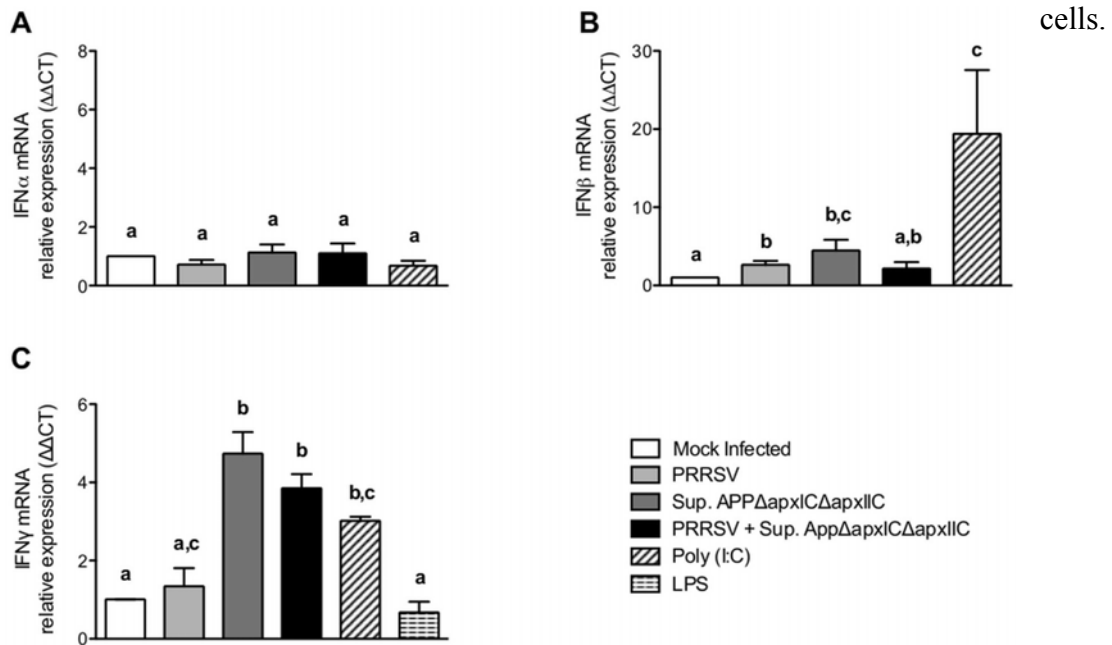 cells.
A
IFNα mRNA
relative expression (ΔΔCT)
8
6
4
2
0
a
a
a
a
a
B
IFNβ mRNA
relative expression (ΔΔCT)
30
20
10
0
a
b
b,c
a,b
c
C
IFNγ mRNA
relative expression (ΔΔCT)
6
4
2
0
a
a,c
b
b
b,c
a
Mock Infected
PRRSV
Sup. APPΔapxICΔapxIIC
PRRSV + Sup. AppΔapxICΔapxIIC
Poly (I:C)
LPS